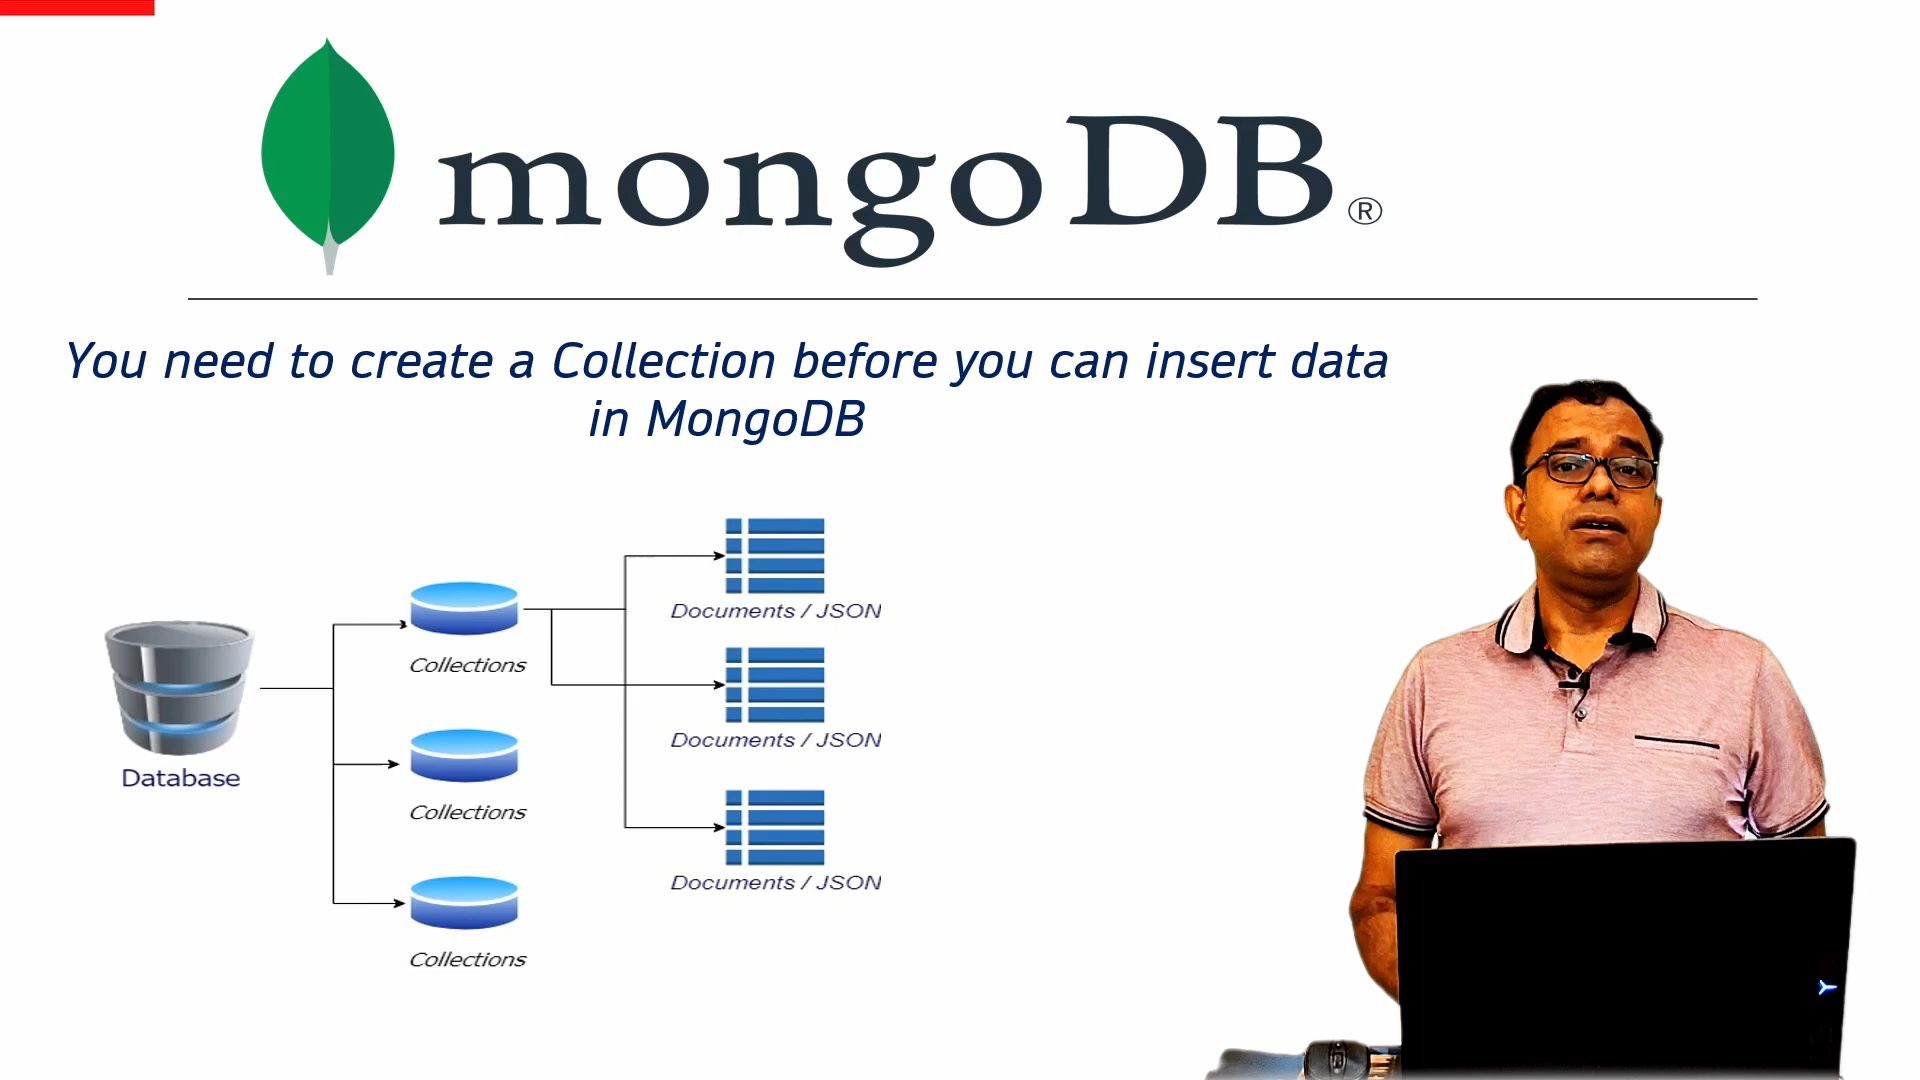 mongoDB®
You need to create a Collection before you can insert data
in MongoDB
Documents / JSON
Collections
Documents / JSON
Database
Collections
Documents / JSON
Collections